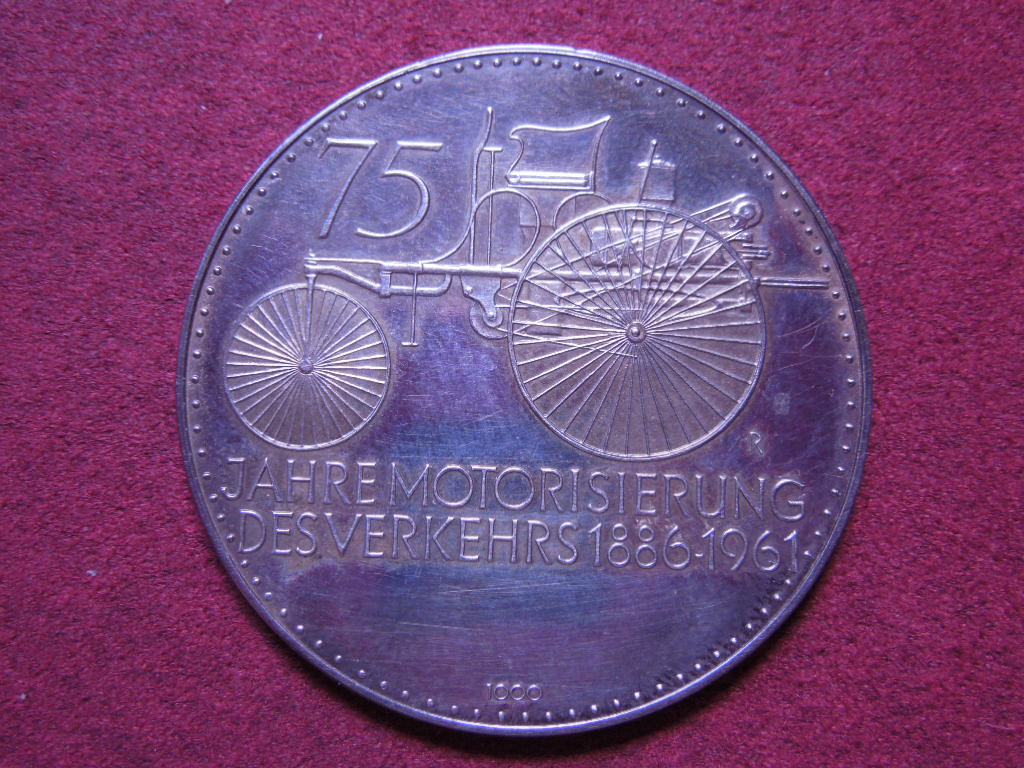 75
JAHRE MOTORISIERUNG
DES VERKEHRS 1886-1961
R
1000